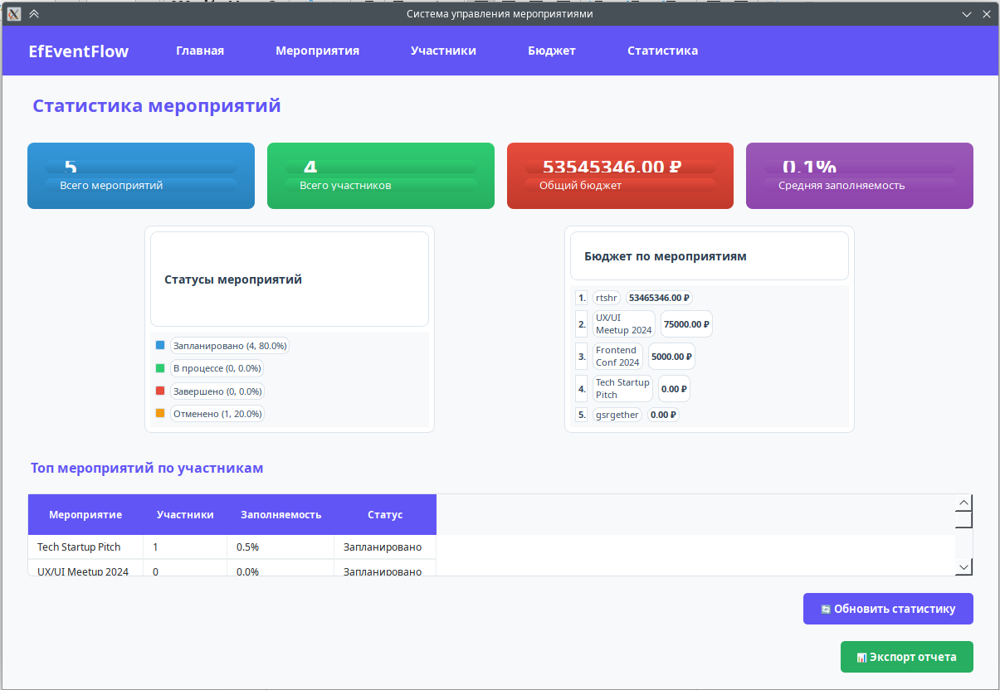 Система управления мероприятиями
EfEventFlow Главная Мероприятия Участники Бюджет Статистика
Статистика мероприятий
5
Всего мероприятий
4
Всего участников
53545346.00 ₽
Общий бюджет
0.1%
Средняя заполняемость
Статусы мероприятий
Запланировано (4, 80.0%)
В процессе (0, 0.0%)
Завершено (0, 0.0%)
Отменено (1, 20.0%)
Бюджет по мероприятиям
1. rtshr 53465346.00 ₽
2. UX/UI
Meetup 2024 75000.00 ₽
3. Frontend
Conf 2024 5000.00 ₽
4. Tech Startup
Pitch 0.00 ₽
5. gsrgether 0.00 ₽
Топ мероприятий по участникам
Мероприятие Участники Заполняемость Статус
Tech Startup Pitch 1 0.5% Запланировано
UX/UI Meetup 2024 0 0.0% Запланировано
Обновить статистику
Экспорт отчета